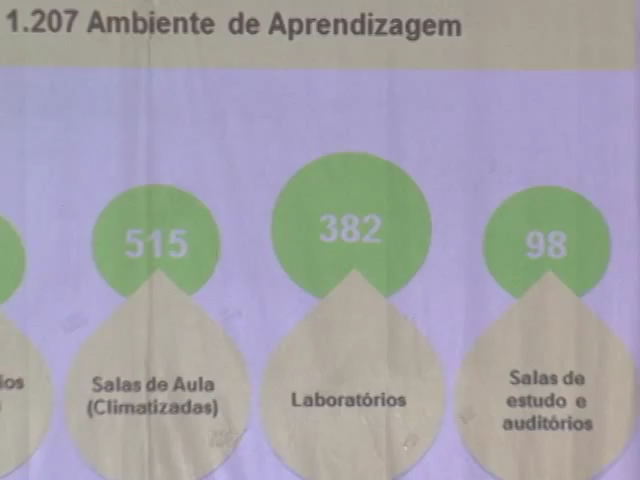 1.207 Ambiente de Aprendizagem
515
382
98
Salas de Aula
(Climatizadas)
Laboratórios
Salas de
estudo e
auditórios